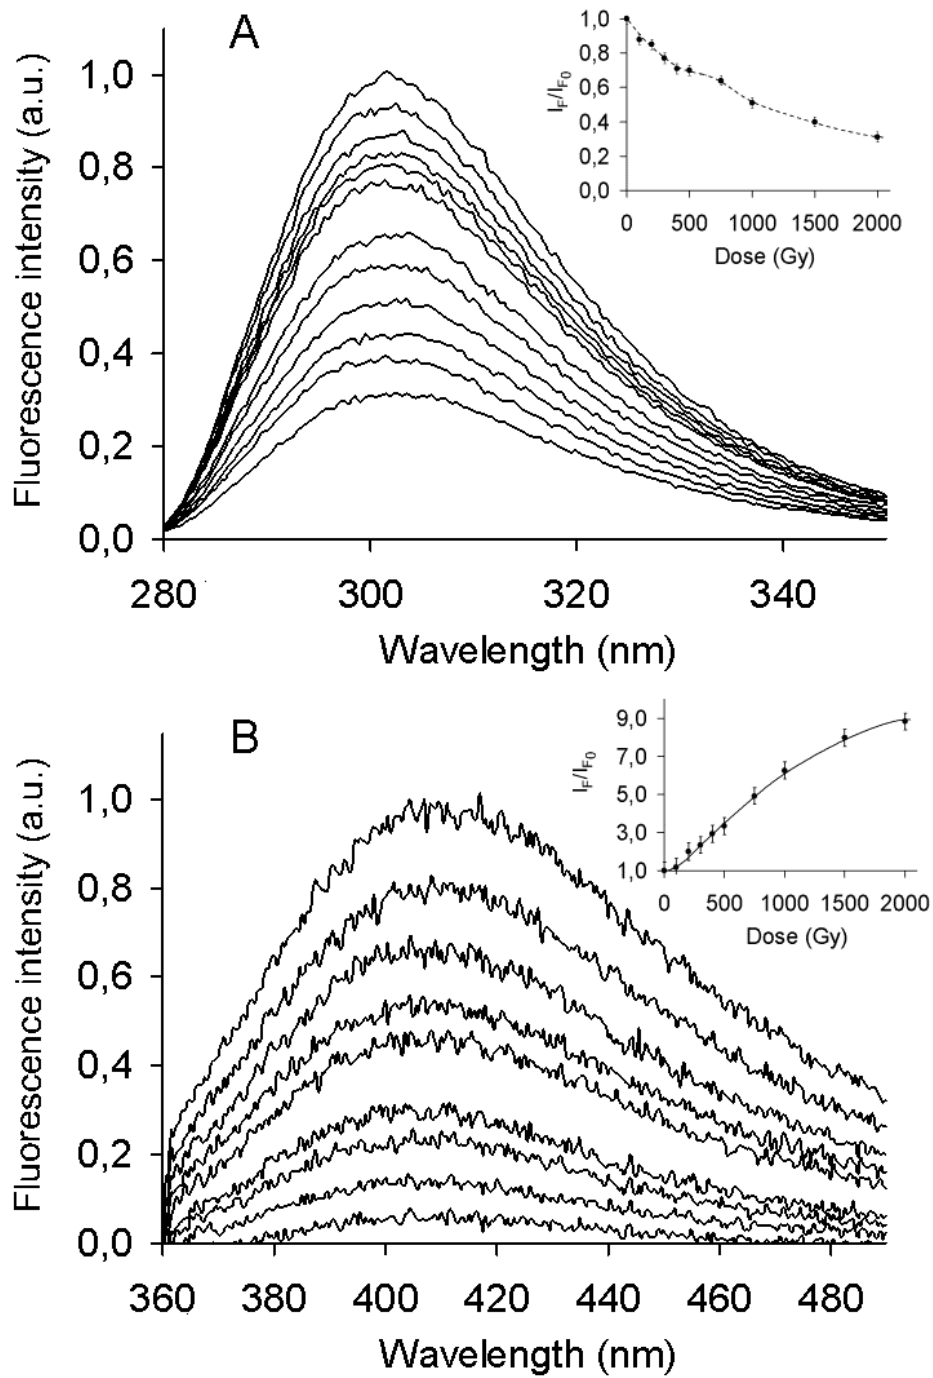 A
Fluorescence intensity (a.u.)
1,0
0,8
0,6
0,4
0,2
0,0
280 300 320 340
Wavelength (nm)
IF/IF0
1,0
0,8
0,6
0,4
0,2
0,0
0 500 1000 1500 2000
Dose (Gy)
B
Fluorescence intensity (a.u.)
1,0
0,8
0,6
0,4
0,2
0,0
360 380 400 420 440 460 480
Wavelength (nm)
IF/IF0
9,0
7,0
5,0
3,0
1,0
0 500 1000 1500 2000
Dose (Gy)